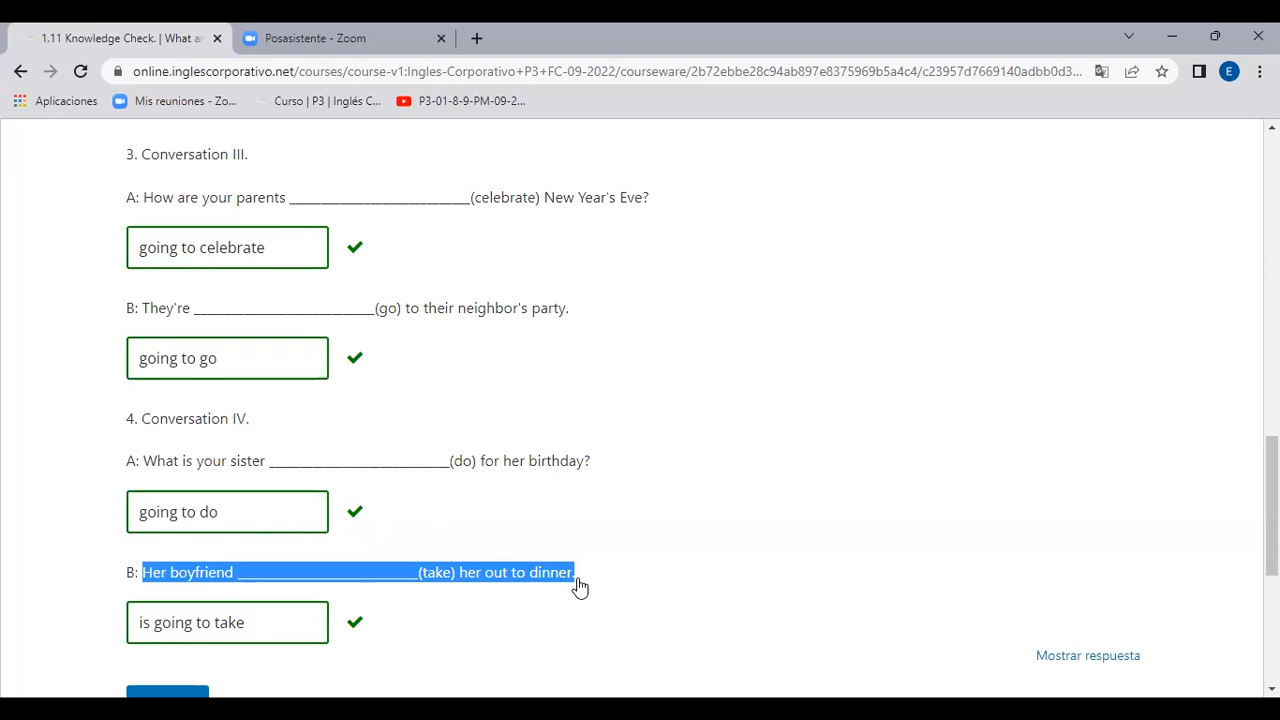 1.11 Knowledge Check. | What ar
Posasistente - Zoom
online.inglescorporativo.net/courses/course-v1:Ingles-Corporativo+P3+FC-09-2022/courseware/2b72ebbe28c94ab897e8375969b5a4c4/c23957d7669140adbb0d3...
E
Aplicaciones
Mis reuniones - Zo...
Curso | P3 | Inglés C...
P3-01-8-9-PM-09-2...
3. Conversation III.
A: How are your parents ___________________________(celebrate) New Year's Eve?
going to celebrate
B: They're ___________________________(go) to their neighbor's party.
going to go
4. Conversation IV.
A: What is your sister ___________________________(do) for her birthday?
going to do
B: Her boyfriend ___________________________(take) her out to dinner.
is going to take
Mostrar respuesta